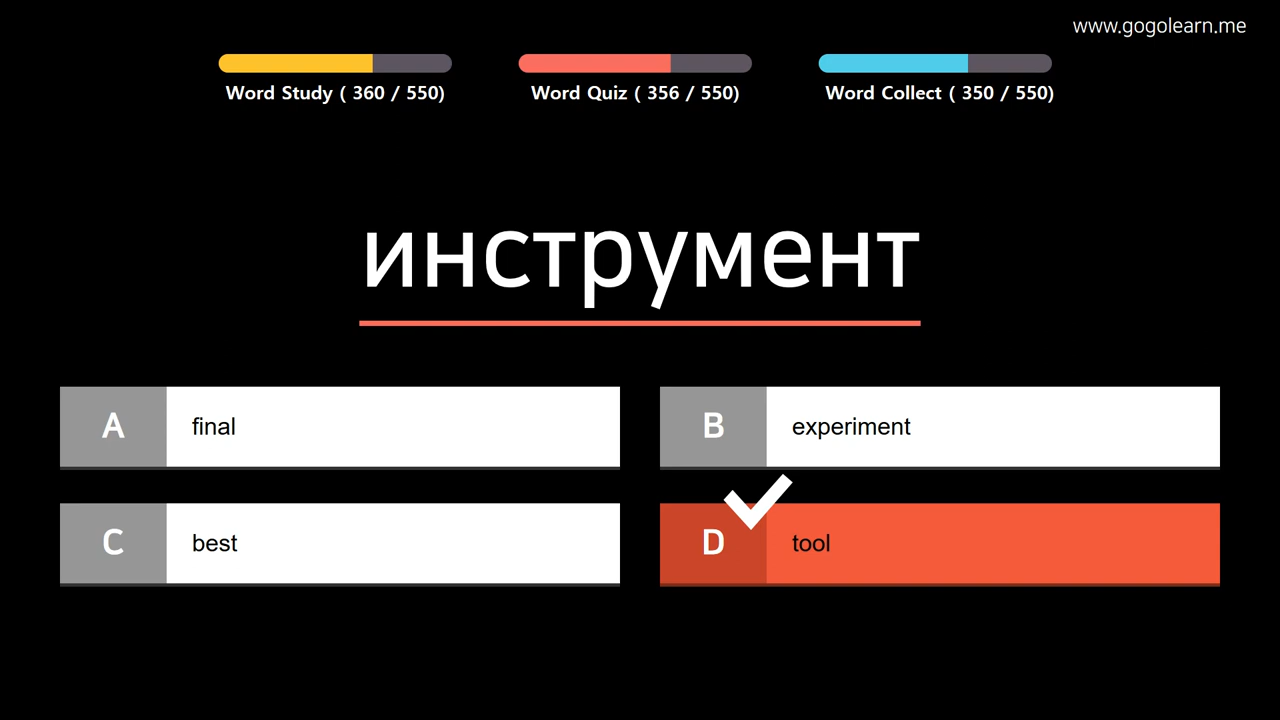 www.gogolearn.me
Word Study ( 360 / 550)
Word Quiz ( 356 / 550)
Word Collect ( 350 / 550)
инструмент
A final
B experiment
C best
D tool